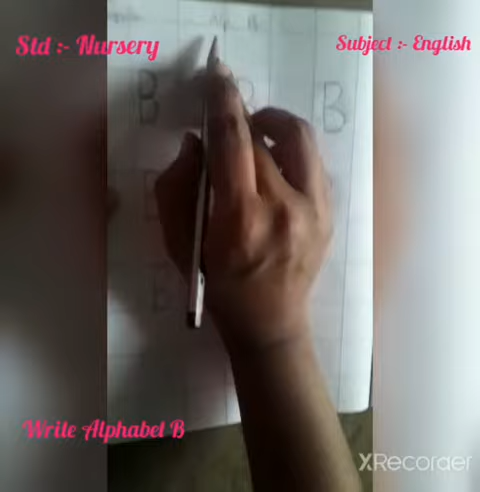 Std :- Nursery
Subject :- English
B B B
B
B
Write Alphabet B
XRecorder